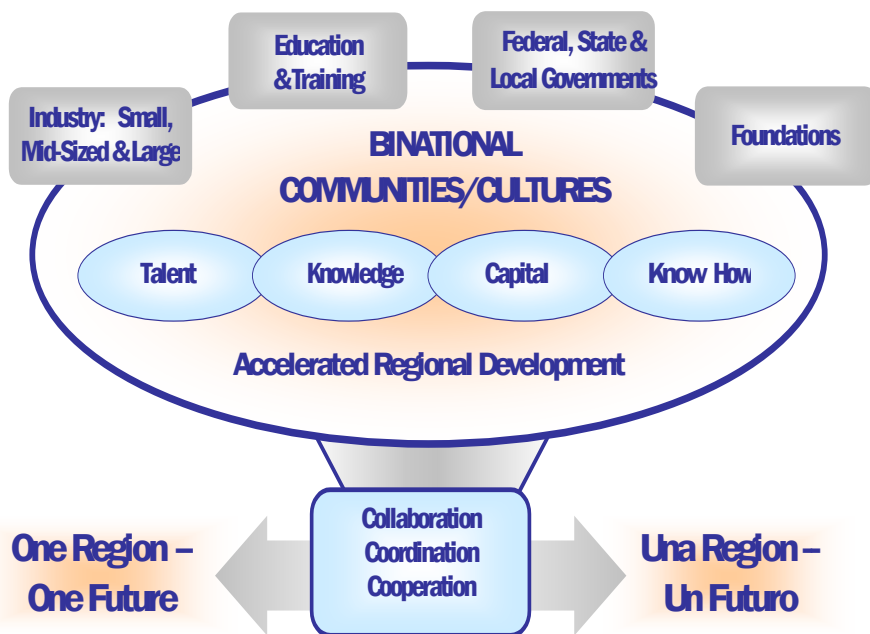 Education
& Training
Federal, State &
Local Governments
Industry: Small,
Mid-Sized & Large
Foundations
BINATIONAL
COMMUNITIES/CULTURES
Talent
Knowledge
Capital
Know How
Accelerated Regional Development
Collaboration
Coordination
Cooperation
One Region –
One Future
Una Region –
Un Futuro